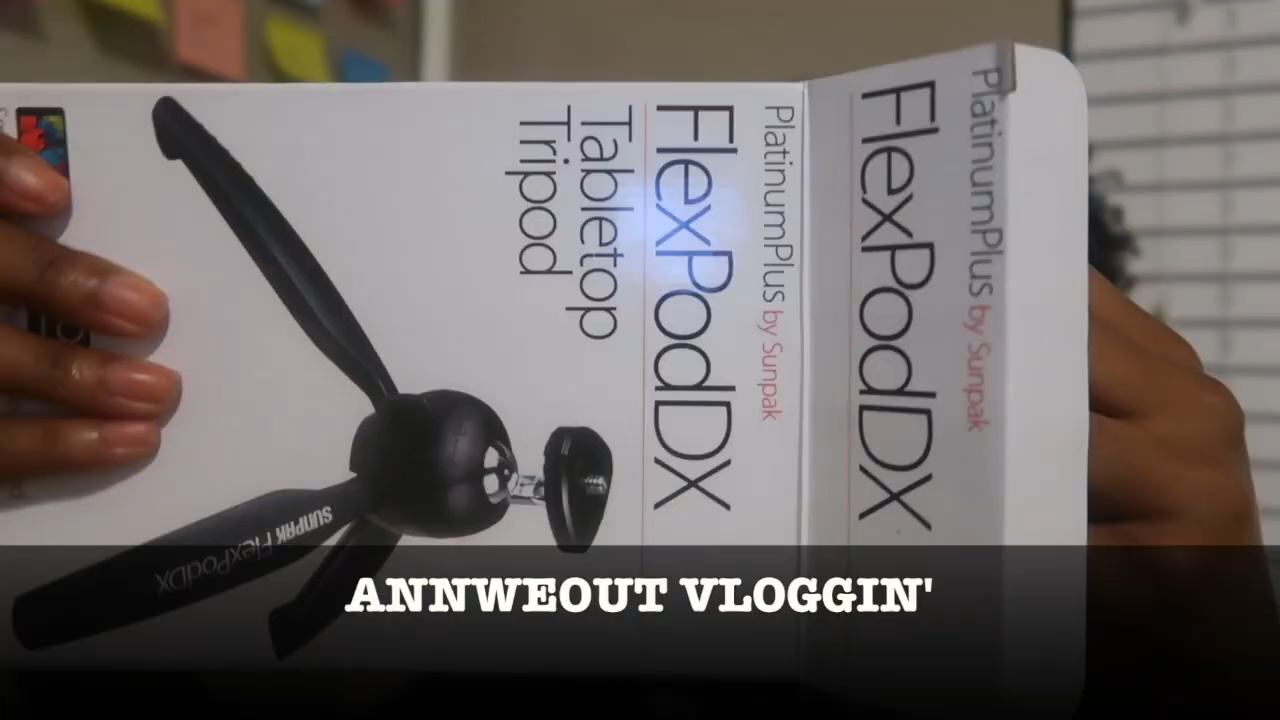 PlatinumPlus by Sunpak
FlexPodDX
PlatinumPlus by Sunpak
FlexPodDX
Tabletop
Tripod
SUNPAK FlexPodDX
ANNWEOUT VLOGGIN'